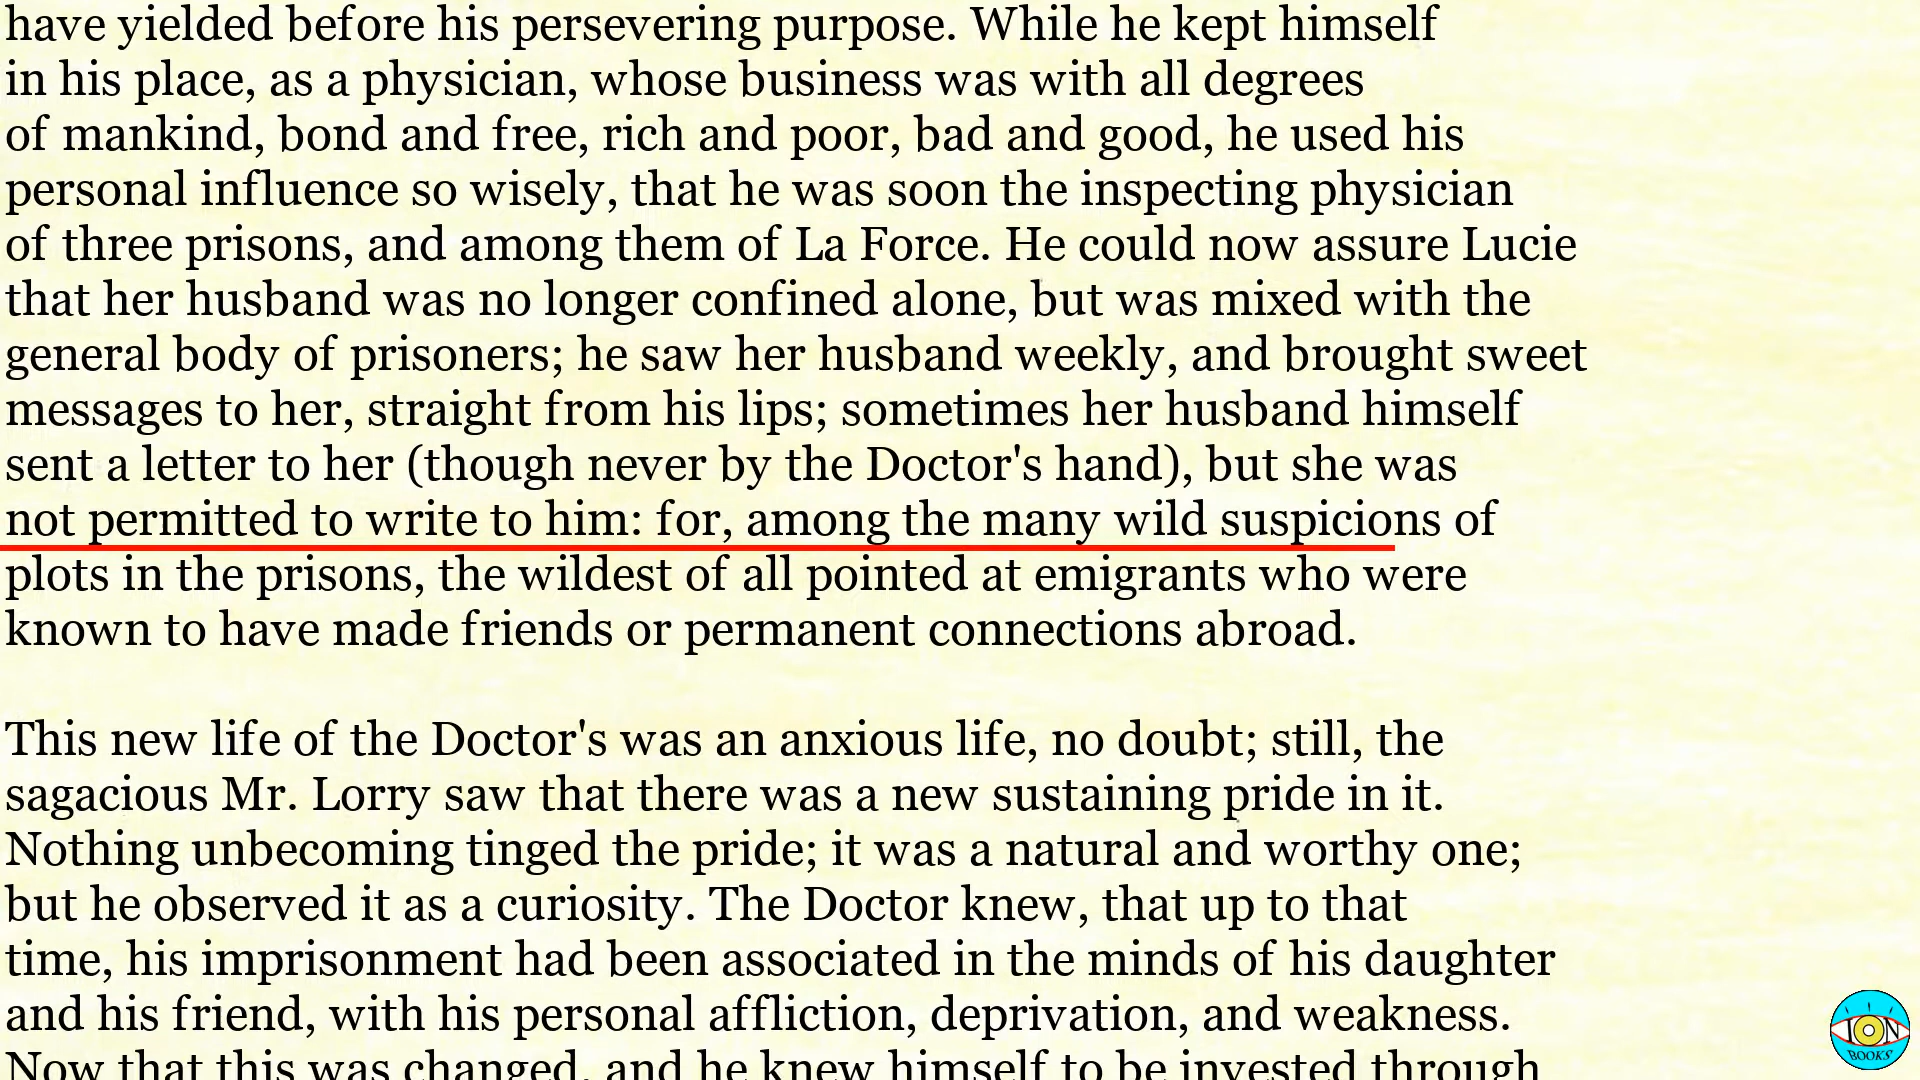 have yielded before his persevering purpose. While he kept himself
in his place, as a physician, whose business was with all degrees
of mankind, bond and free, rich and poor, bad and good, he used his
personal influence so wisely, that he was soon the inspecting physician
of three prisons, and among them of La Force. He could now assure Lucie
that her husband was no longer confined alone, but was mixed with the
general body of prisoners; he saw her husband weekly, and brought sweet
messages to her, straight from his lips; sometimes her husband himself
sent a letter to her (though never by the Doctor's hand), but she was
not permitted to write to him: for, among the many wild suspicions of
plots in the prisons, the wildest of all pointed at emigrants who were
known to have made friends or permanent connections abroad.
This new life of the Doctor's was an anxious life, no doubt; still, the
sagacious Mr. Lorry saw that there was a new sustaining pride in it.
Nothing unbecoming tinged the pride; it was a natural and worthy one;
but he observed it as a curiosity. The Doctor knew, that up to that
time, his imprisonment had been associated in the minds of his daughter
and his friend, with his personal affliction, deprivation, and weakness.
Now that this was changed, and he knew himself to be invested through
ION
BOOKS